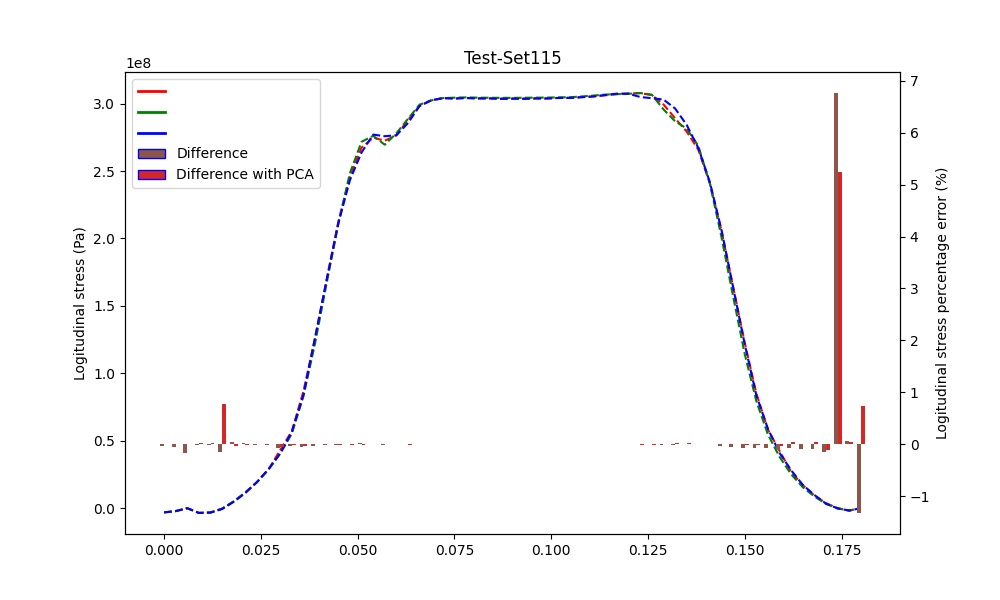 Test-Set115
1e8
Difference
Difference with PCA
3.0
2.5
2.0
1.5
1.0
0.5
0.0
Logitudinal stress (Pa)
7
6
5
4
3
2
1
0
−1
Logitudinal stress percentage error (%)
0.000 0.025 0.050 0.075 0.100 0.125 0.150 0.175